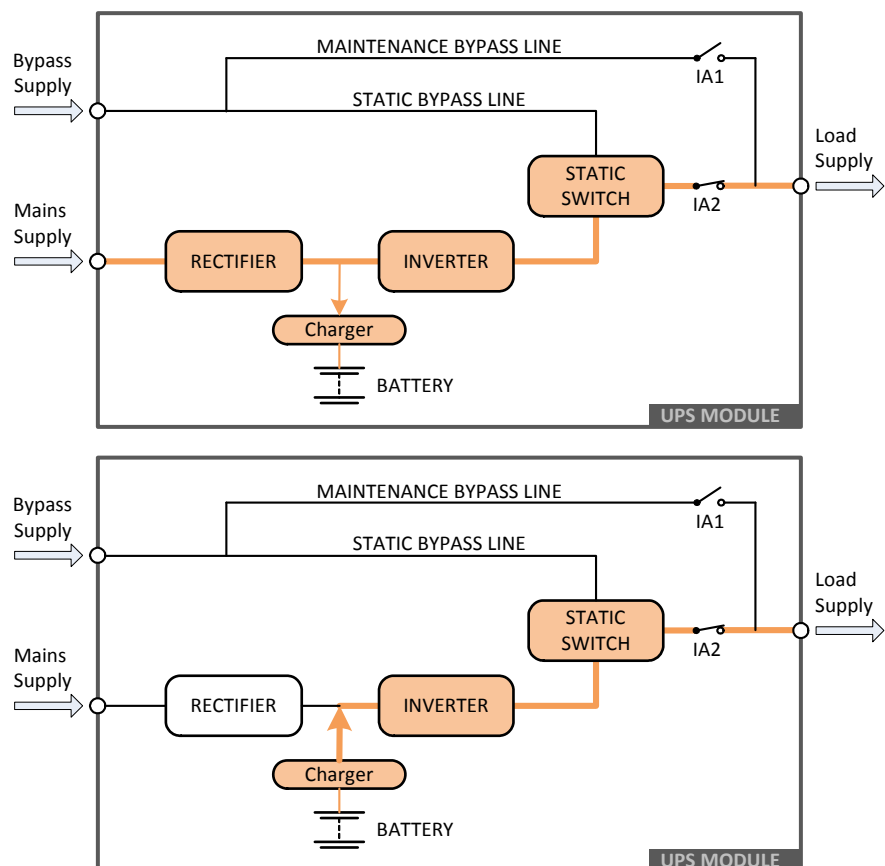 MAINTENANCE BYPASS LINE
Bypass
Supply
IA1
STATIC BYPASS LINE
Load
Supply
STATIC
SWITCH
IA2
Mains
Supply
RECTIFIER
INVERTER
Charger
BATTERY
UPS MODULE
MAINTENANCE BYPASS LINE
Bypass
Supply
IA1
STATIC BYPASS LINE
Load
Supply
STATIC
SWITCH
IA2
Mains
Supply
RECTIFIER
INVERTER
Charger
BATTERY
UPS MODULE